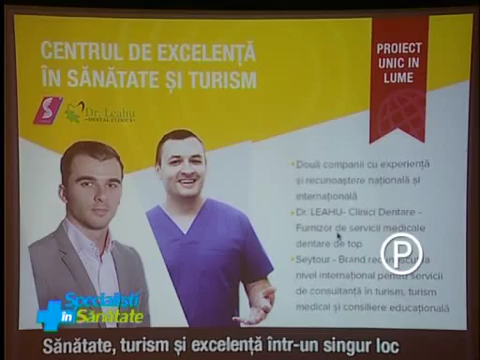 CENTRUL DE EXCELENȚĂ
ÎN SĂNĂTATE ȘI TURISM
PROIECT
UNIC IN
LUME
S
Dr. Leahu
DENTAL CLINICS
Două companii cu experiență
și recunoaștere națională și
internațională
Dr. LEAHU- Clinici Dentare -
Furnizor de servicii medicale
dentare de top
Seytour - Brand recunoscut la
nivel internațional pentru servicii
de consultanță în turism, turism
medical și consiliere educațională
P
Specialisti
în Sănătate
Sănătate, turism și excelență într-un singur loc